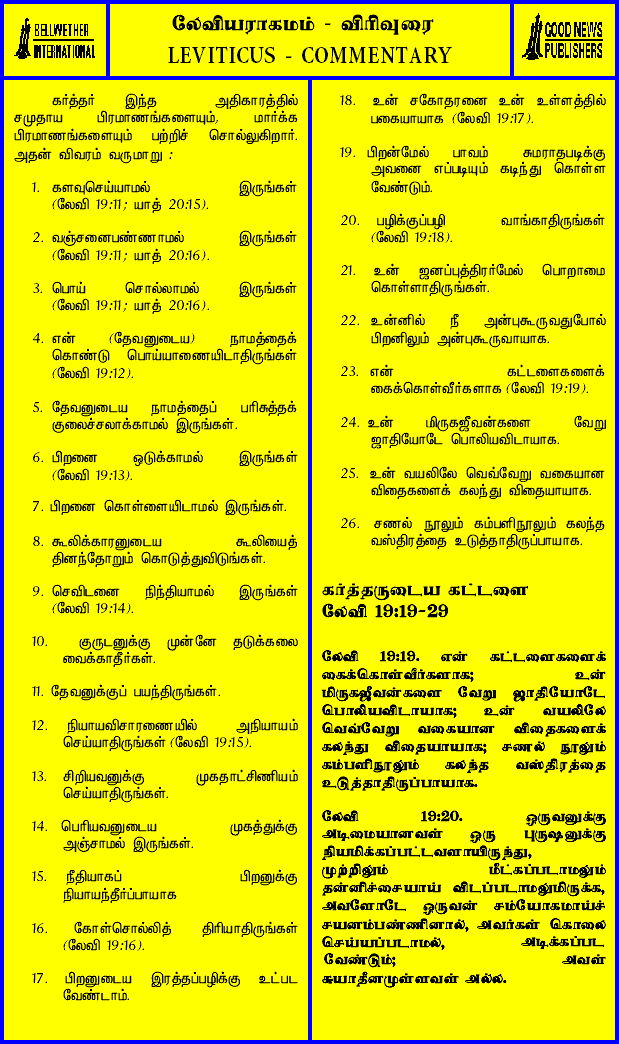 BELLWETHER
INTERNATIONAL
லேவியராகமம் - விரிவுரை
LEVITICUS - COMMENTARY
GOOD NEWS
PUBLISHERS
கர்த்தர் இந்த அதிகாரத்தில்
சமுதாய பிரமாணங்களையும், மார்க்க
பிரமாணங்களையும் பற்றிச் சொல்லுகிறார்.
அதன் விவரம் வருமாறு :
1. களவுசெய்யாமல் இருங்கள்
(லேவி 19:11; யாத் 20:15).
2. வஞ்சனைபண்ணாமல் இருங்கள்
(லேவி 19:11; யாத் 20:16).
3. பொய் சொல்லாமல் இருங்கள்
(லேவி 19:11; யாத் 20:16).
4. என் (தேவனுடைய) நாமத்தைக்
கொண்டு பொய்யாணையிடாதிருங்கள்
(லேவி 19:12).
5. தேவனுடைய நாமத்தைப் பரிசுத்தக்
குலைச்சலாக்காமல் இருங்கள்.
6. பிறனை ஒடுக்காமல் இருங்கள்
(லேவி 19:13).
7. பிறனை கொள்ளையிடாமல் இருங்கள்.
8. கூலிக்காரனுடைய கூலியைத்
தினந்தோறும் கொடுத்துவிடுங்கள்.
9. செவிடனை நிந்தியாமல் இருங்கள்
(லேவி 19:14).
10. குருடனுக்கு முன்னே தடுக்கலை
வைக்காதீர்கள்.
11. தேவனுக்குப் பயந்திருங்கள்.
12. நியாயவிசாரணையில் அநியாயம்
செய்யாதிருங்கள் (லேவி 19:15).
13. சிறியவனுக்கு முகதாட்சிணியம்
செய்யாதிருங்கள்.
14. பெரியவனுடைய முகத்துக்கு
அஞ்சாமல் இருங்கள்.
15. நீதியாகப் பிறனுக்கு
நியாயந்தீர்ப்பாயாக
16. கோள்சொல்லித் திரியாதிருங்கள்
(லேவி 19:16).
17. பிறனுடைய இரத்தப்பழிக்கு உட்பட
வேண்டாம்.
18. உன் சகோதரனை உன் உள்ளத்தில்
பகையாயாக (லேவி 19:17).
19. பிறன்மேல் பாவம் சுமராதபடிக்கு
அவனை எப்படியும் கடிந்து கொள்ள
வேண்டும்.
20. பழிக்குப்பழி வாங்காதிருங்கள்
(லேவி 19:18).
21. உன் ஜனப்புத்திரர்மேல் பொறாமை
கொள்ளாதிருங்கள்.
22. உன்னில் நீ அன்புகூருவதுபோல்
பிறனிலும் அன்புகூருவாயாக.
23. என் கட்டளைகளைக்
கைக்கொள்வீர்களாக (லேவி 19:19).
24. உன் மிருகஜீவன்களை வேறு
ஜாதியோடே பொலியவிடாயாக.
25. உன் வயலிலே வெவ்வேறு வகையான
விதைகளைக் கலந்து விதையாயாக.
26. சணல் நூலும் கம்பளிநூலும் கலந்த
வஸ்திரத்தை உடுத்தாதிருப்பாயாக.
கர்த்தருடைய கட்டளை
லேவி 19:19-29
லேவி 19:19. என் கட்டளைகளைக்
கைக்கொள்வீர்களாக; உன்
மிருகஜீவன்களை வேறு ஜாதியோடே
பொலியவிடாயாக; உன் வயலிலே
வெவ்வேறு வகையான விதைகளைக்
கலந்து விதையாயாக; சணல் நூலும்
கம்பளிநூலும் கலந்த வஸ்திரத்தை
உடுத்தாதிருப்பாயாக.
லேவி 19:20. ஒருவனுக்கு
அடிமையானவள் ஒரு புருஷனுக்கு
நியமிக்கப்பட்டவளாயிருந்து,
முற்றிலும் மீட்கப்படாமலும்
தன்னிச்சையாய் விடப்படாமலுமிருக்க,
அவளோடே ஒருவன் சம்யோகமாய்ச்
சயனம்பண்ணினால், அவர்கள் கொலை
செய்யப்படாமல், அடிக்கப்பட
வேண்டும்; அவள்
சுயாதீனமுள்ளவள் அல்ல.